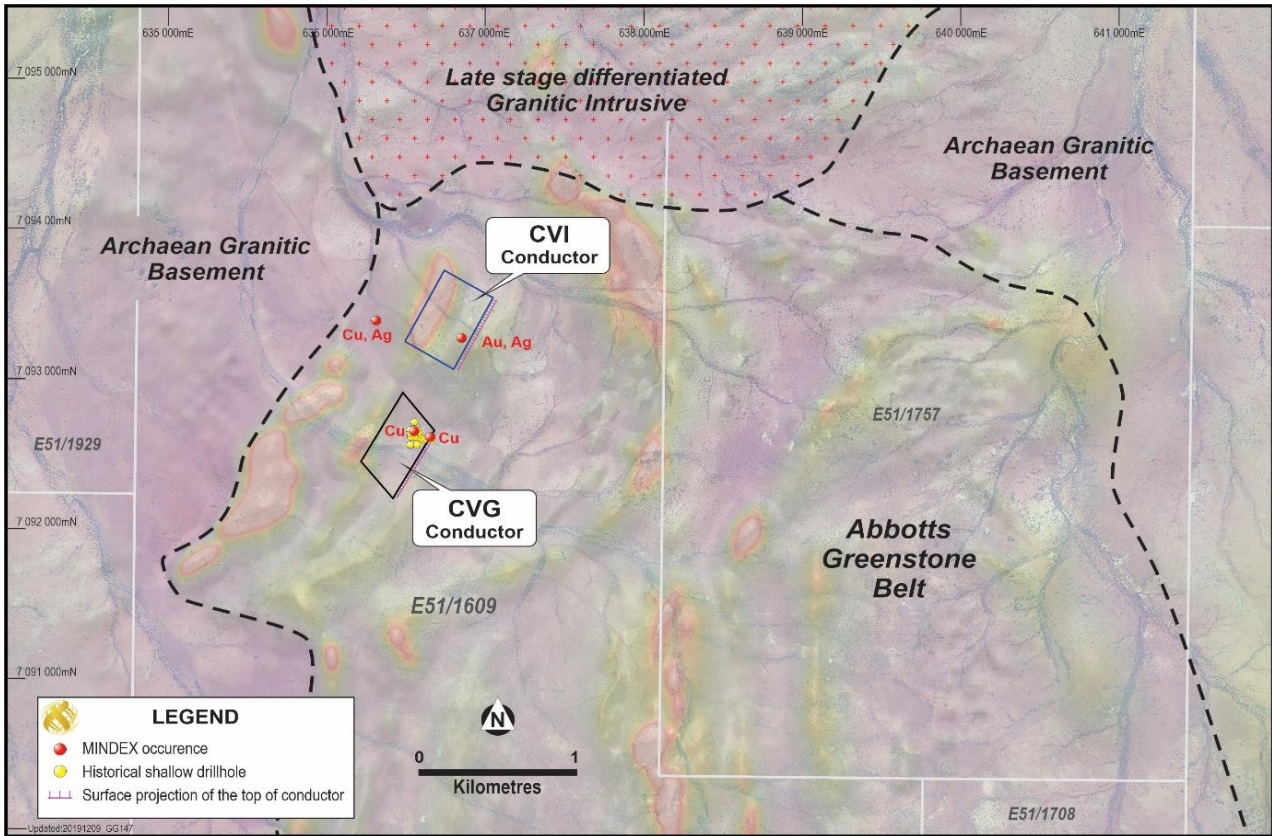 635 000mE
636 000mE
637 000mE
638 000mE
639 000mE
640 000mE
641 000mE
7 095 000mN
Late stage differentiated
Granitic Intrusive
Archaean Granitic
Basement
7 094 00mN
Archaean Granitic
Basement
CVI
Conductor
Cu, Ag
Au, Ag
7 093 000mN
E51/1757
Cu
Cu
E51/1929
CVG
Conductor
7 092 000mN
Abbotts
Greenstone
Belt
E51/1609
7 091 000mN
LEGEND
MINDEX occurence
Historical shallow drillhole
Surface projection of the top of conductor
N
0
1
Kilometres
E51/1708
Updated:20191209 GG147